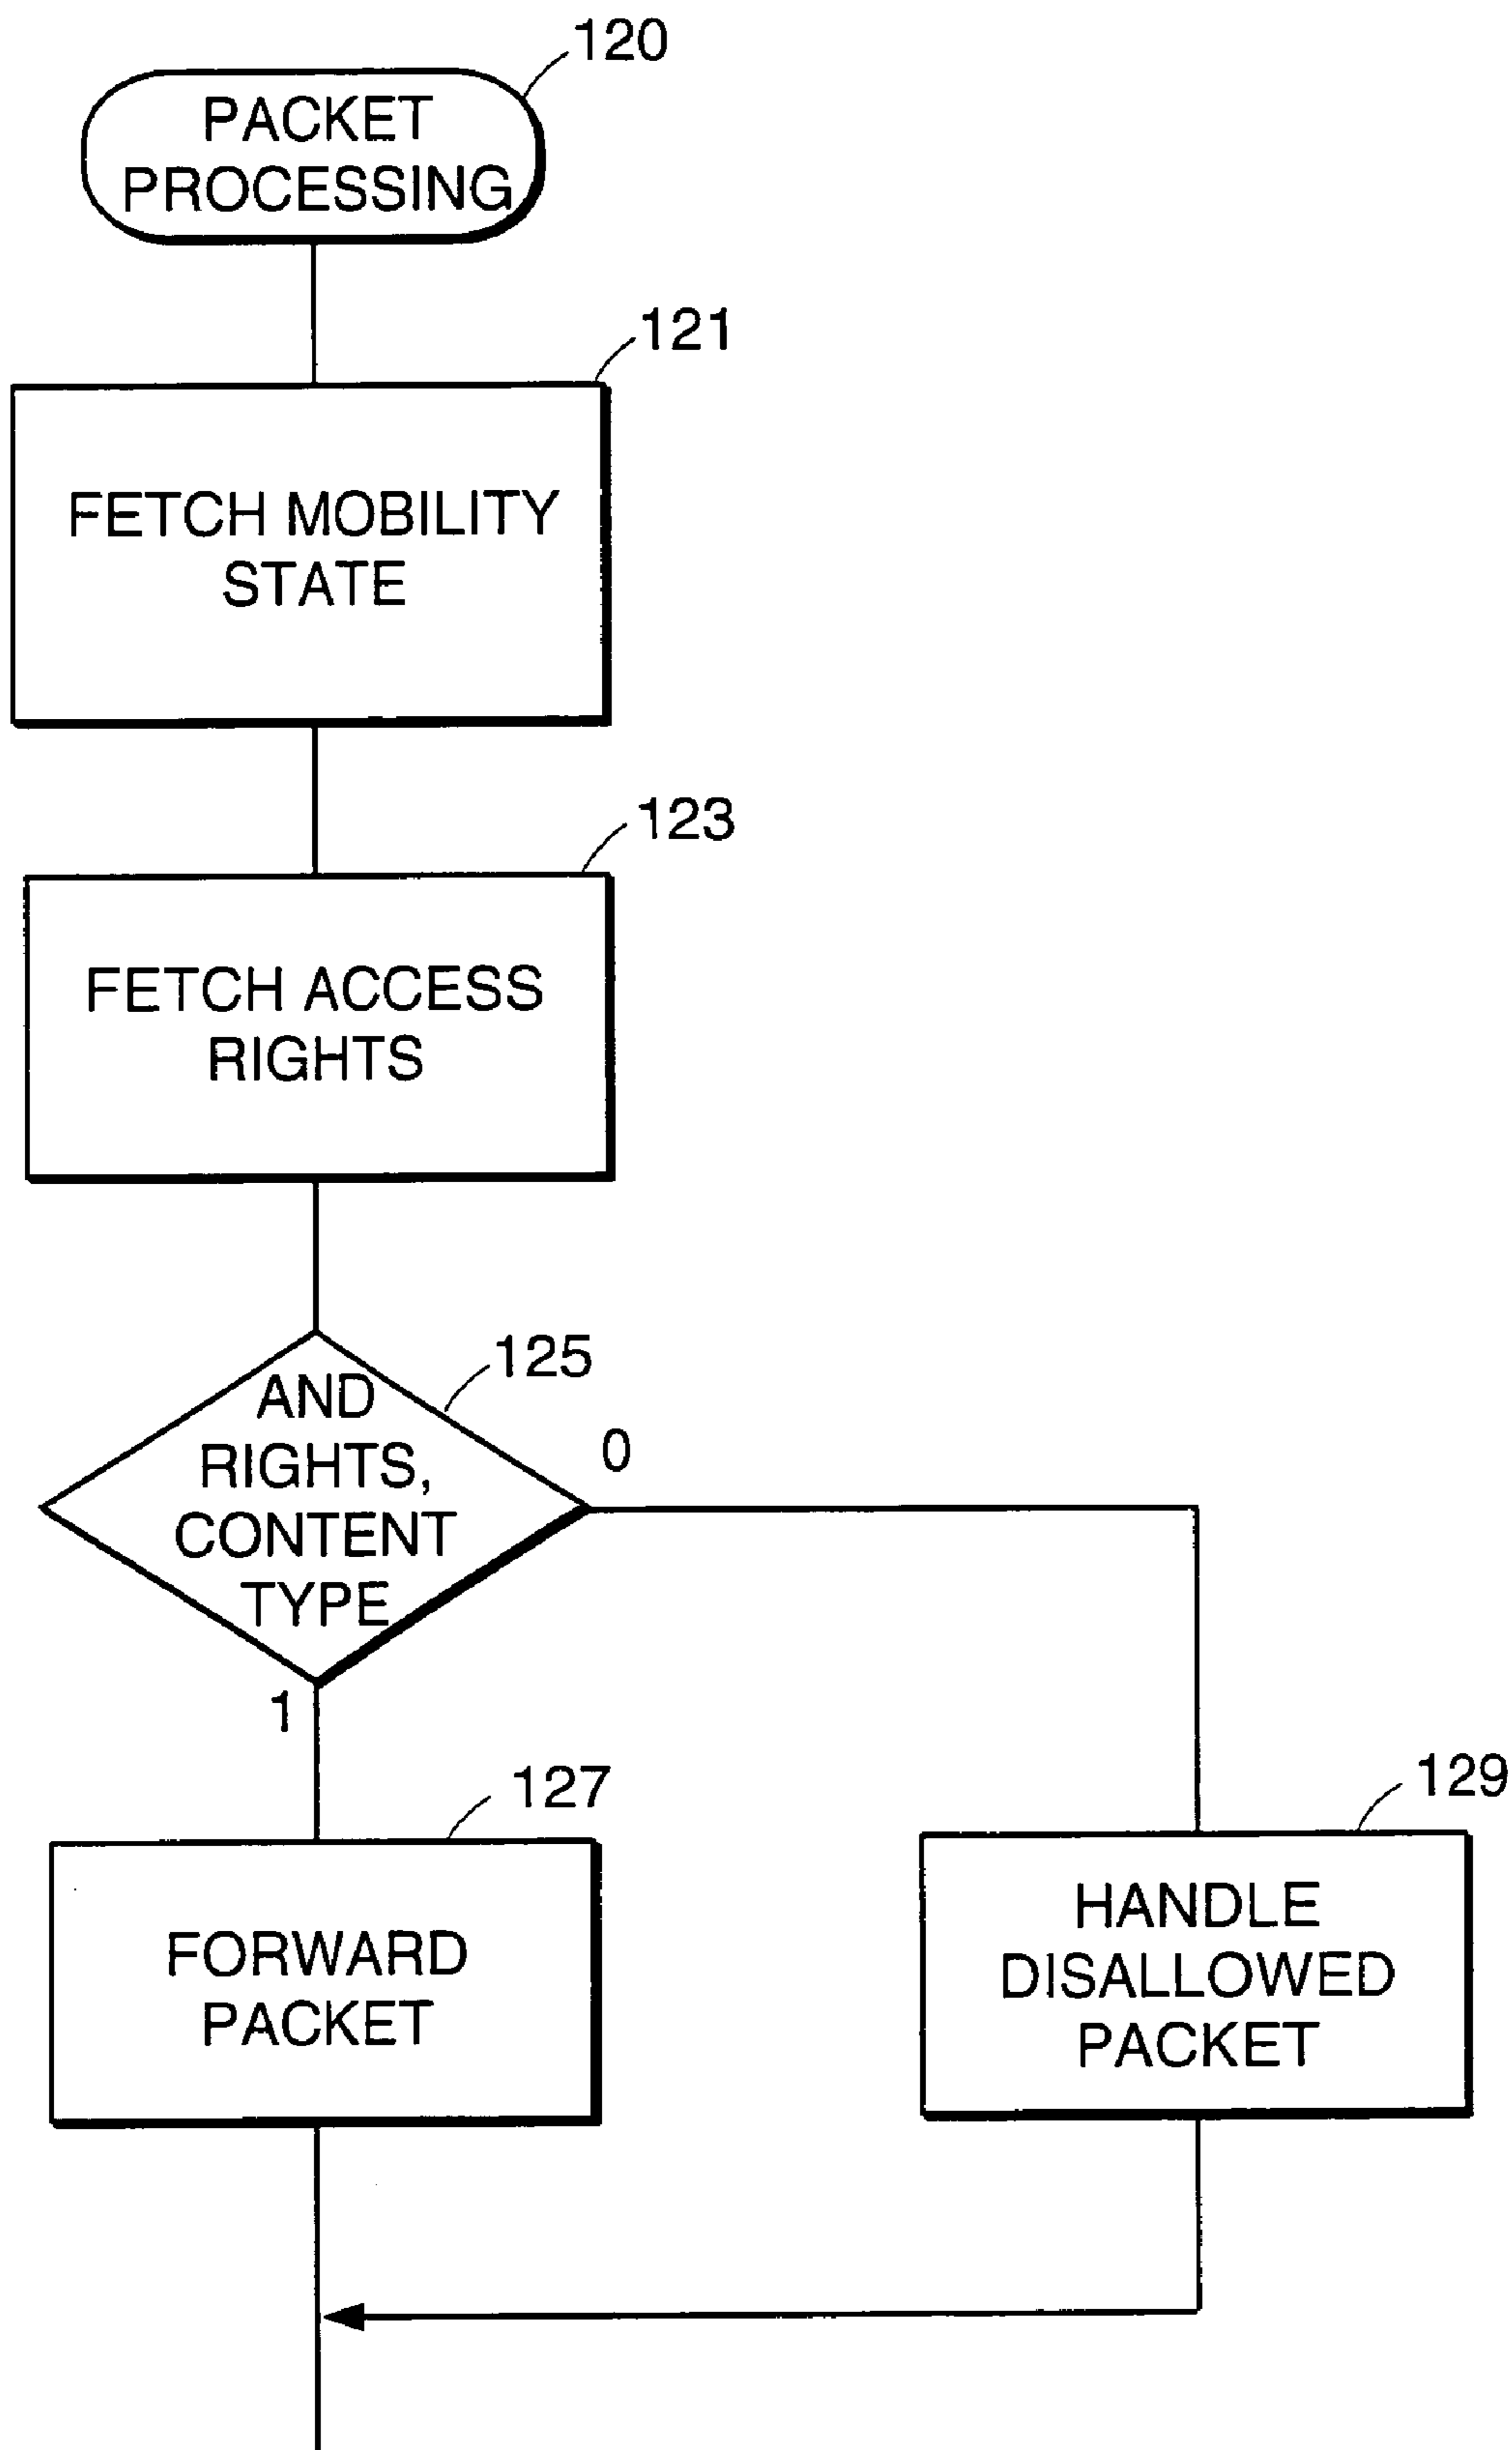 120
PACKET
PROCESSING
121
FETCH MOBILITY
STATE
123
FETCH ACCESS
RIGHTS
125
AND
RIGHTS,
CONTENT
TYPE
0
1
127
FORWARD
PACKET
129
HANDLE
DISALLOWED
PACKET